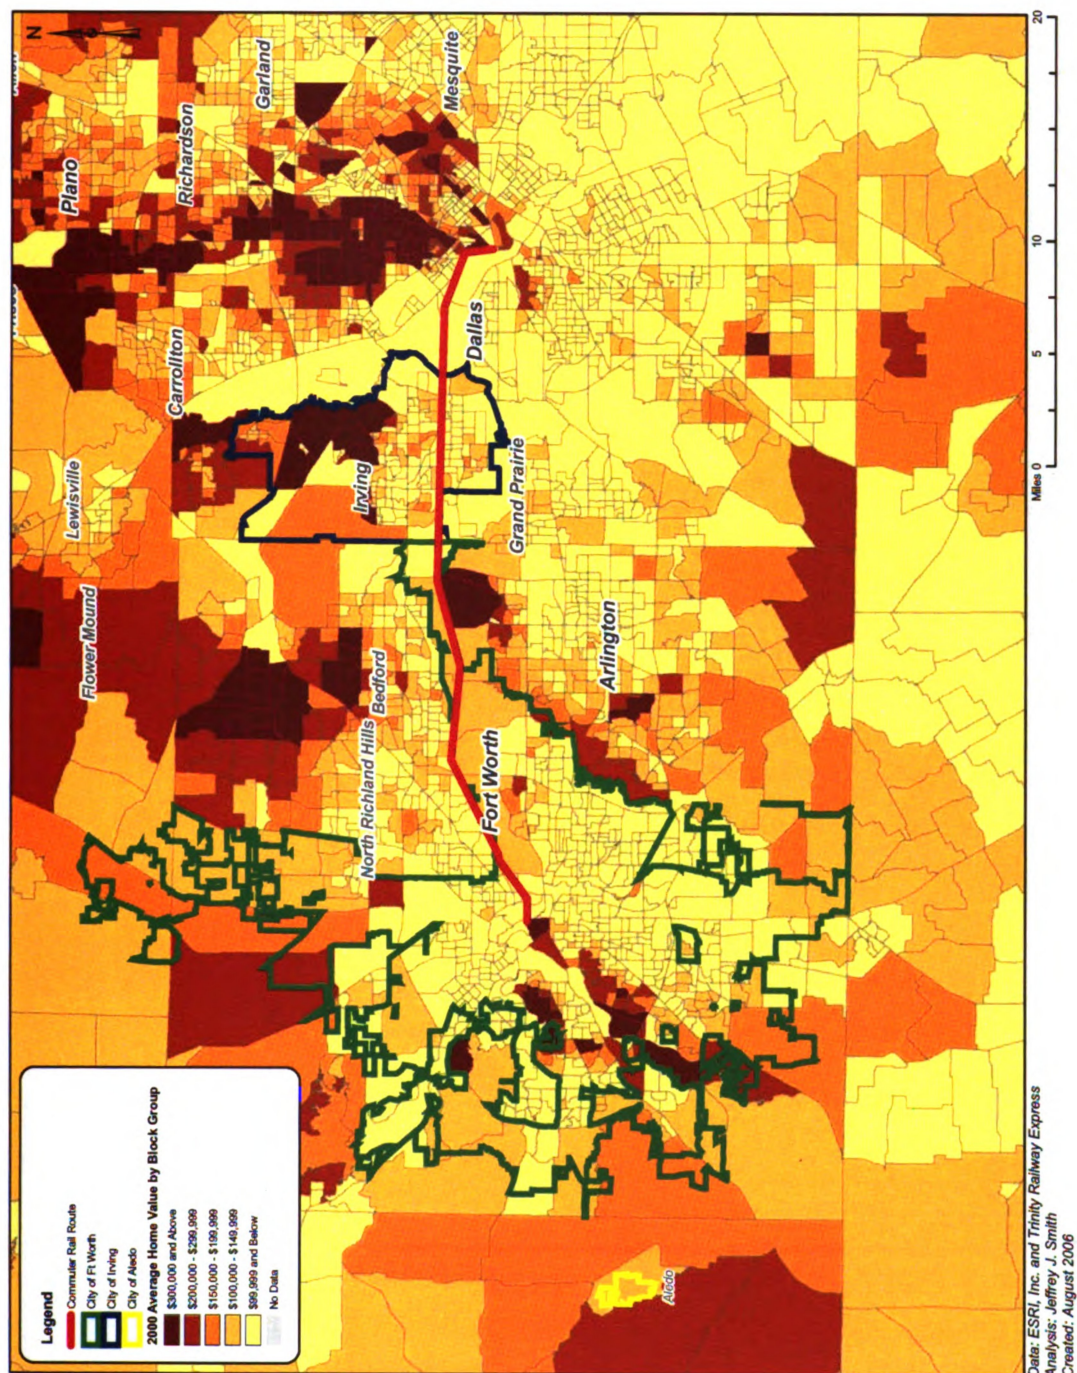 Legend
Commuter Rail Route
City of Ft Worth
City of Irving
City of Aledo
2000 Average Home Value by Block Group
$300,000 and Above
$200,000 - $299,999
$150,000 - $199,999
$100,000 - $149,999
$99,999 and Below
No Data
N
Plano
Richardson
Garland
Mesquite
Carrollton
Lewisville
Flower Mound
Irving
Dallas
Grand Prairie
Bedford
North Richland Hills
Arlington
Fort Worth
Aledo
Miles 0
5
10
20
Data: ESRI, Inc. and Trinity Railway Express
Analysis: Jeffrey J. Smith
Created: August 2006